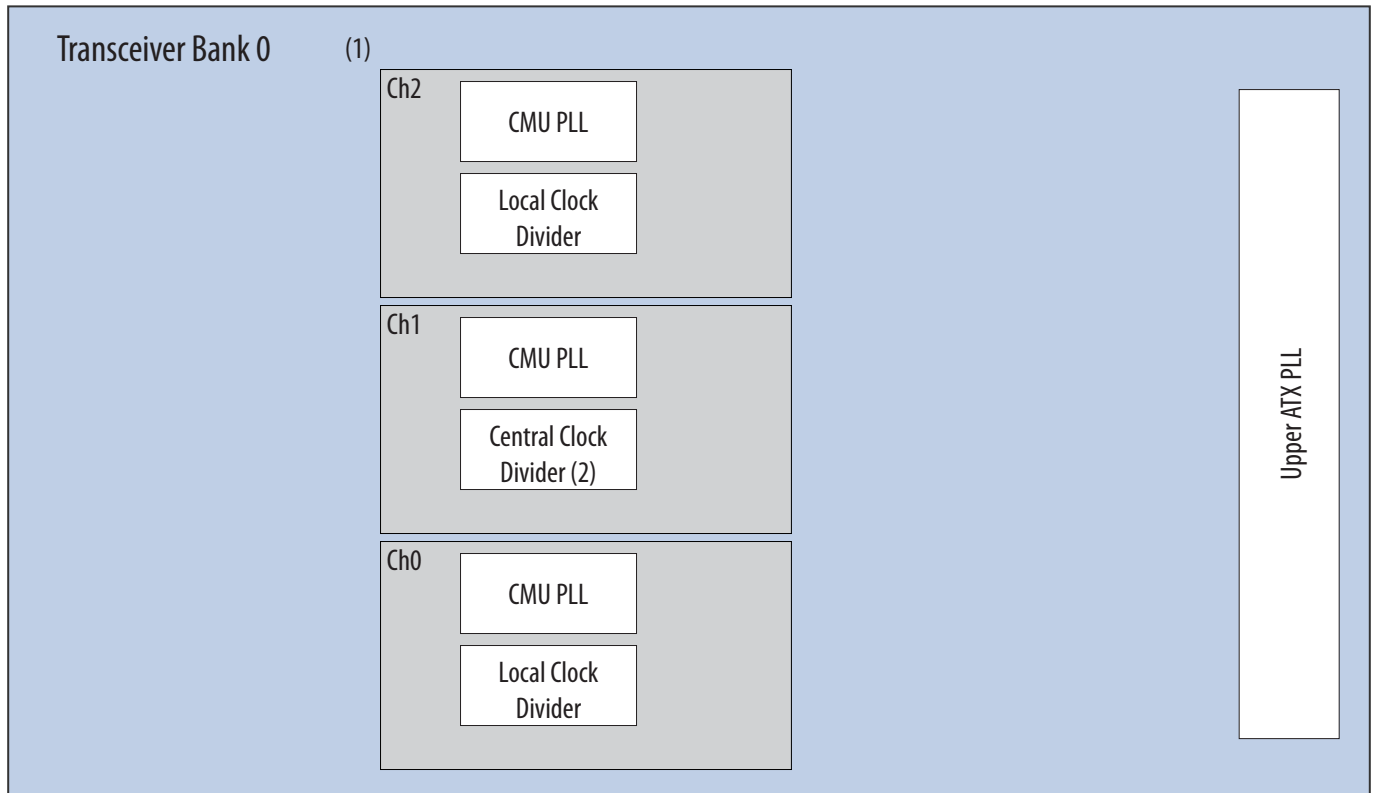 Transceiver Bank 0 (1)
Ch2
CMU PLL
Local Clock
Divider
Ch1
CMU PLL
Central Clock
Divider (2)
Ch0
CMU PLL
Local Clock
Divider
Upper ATX PLL